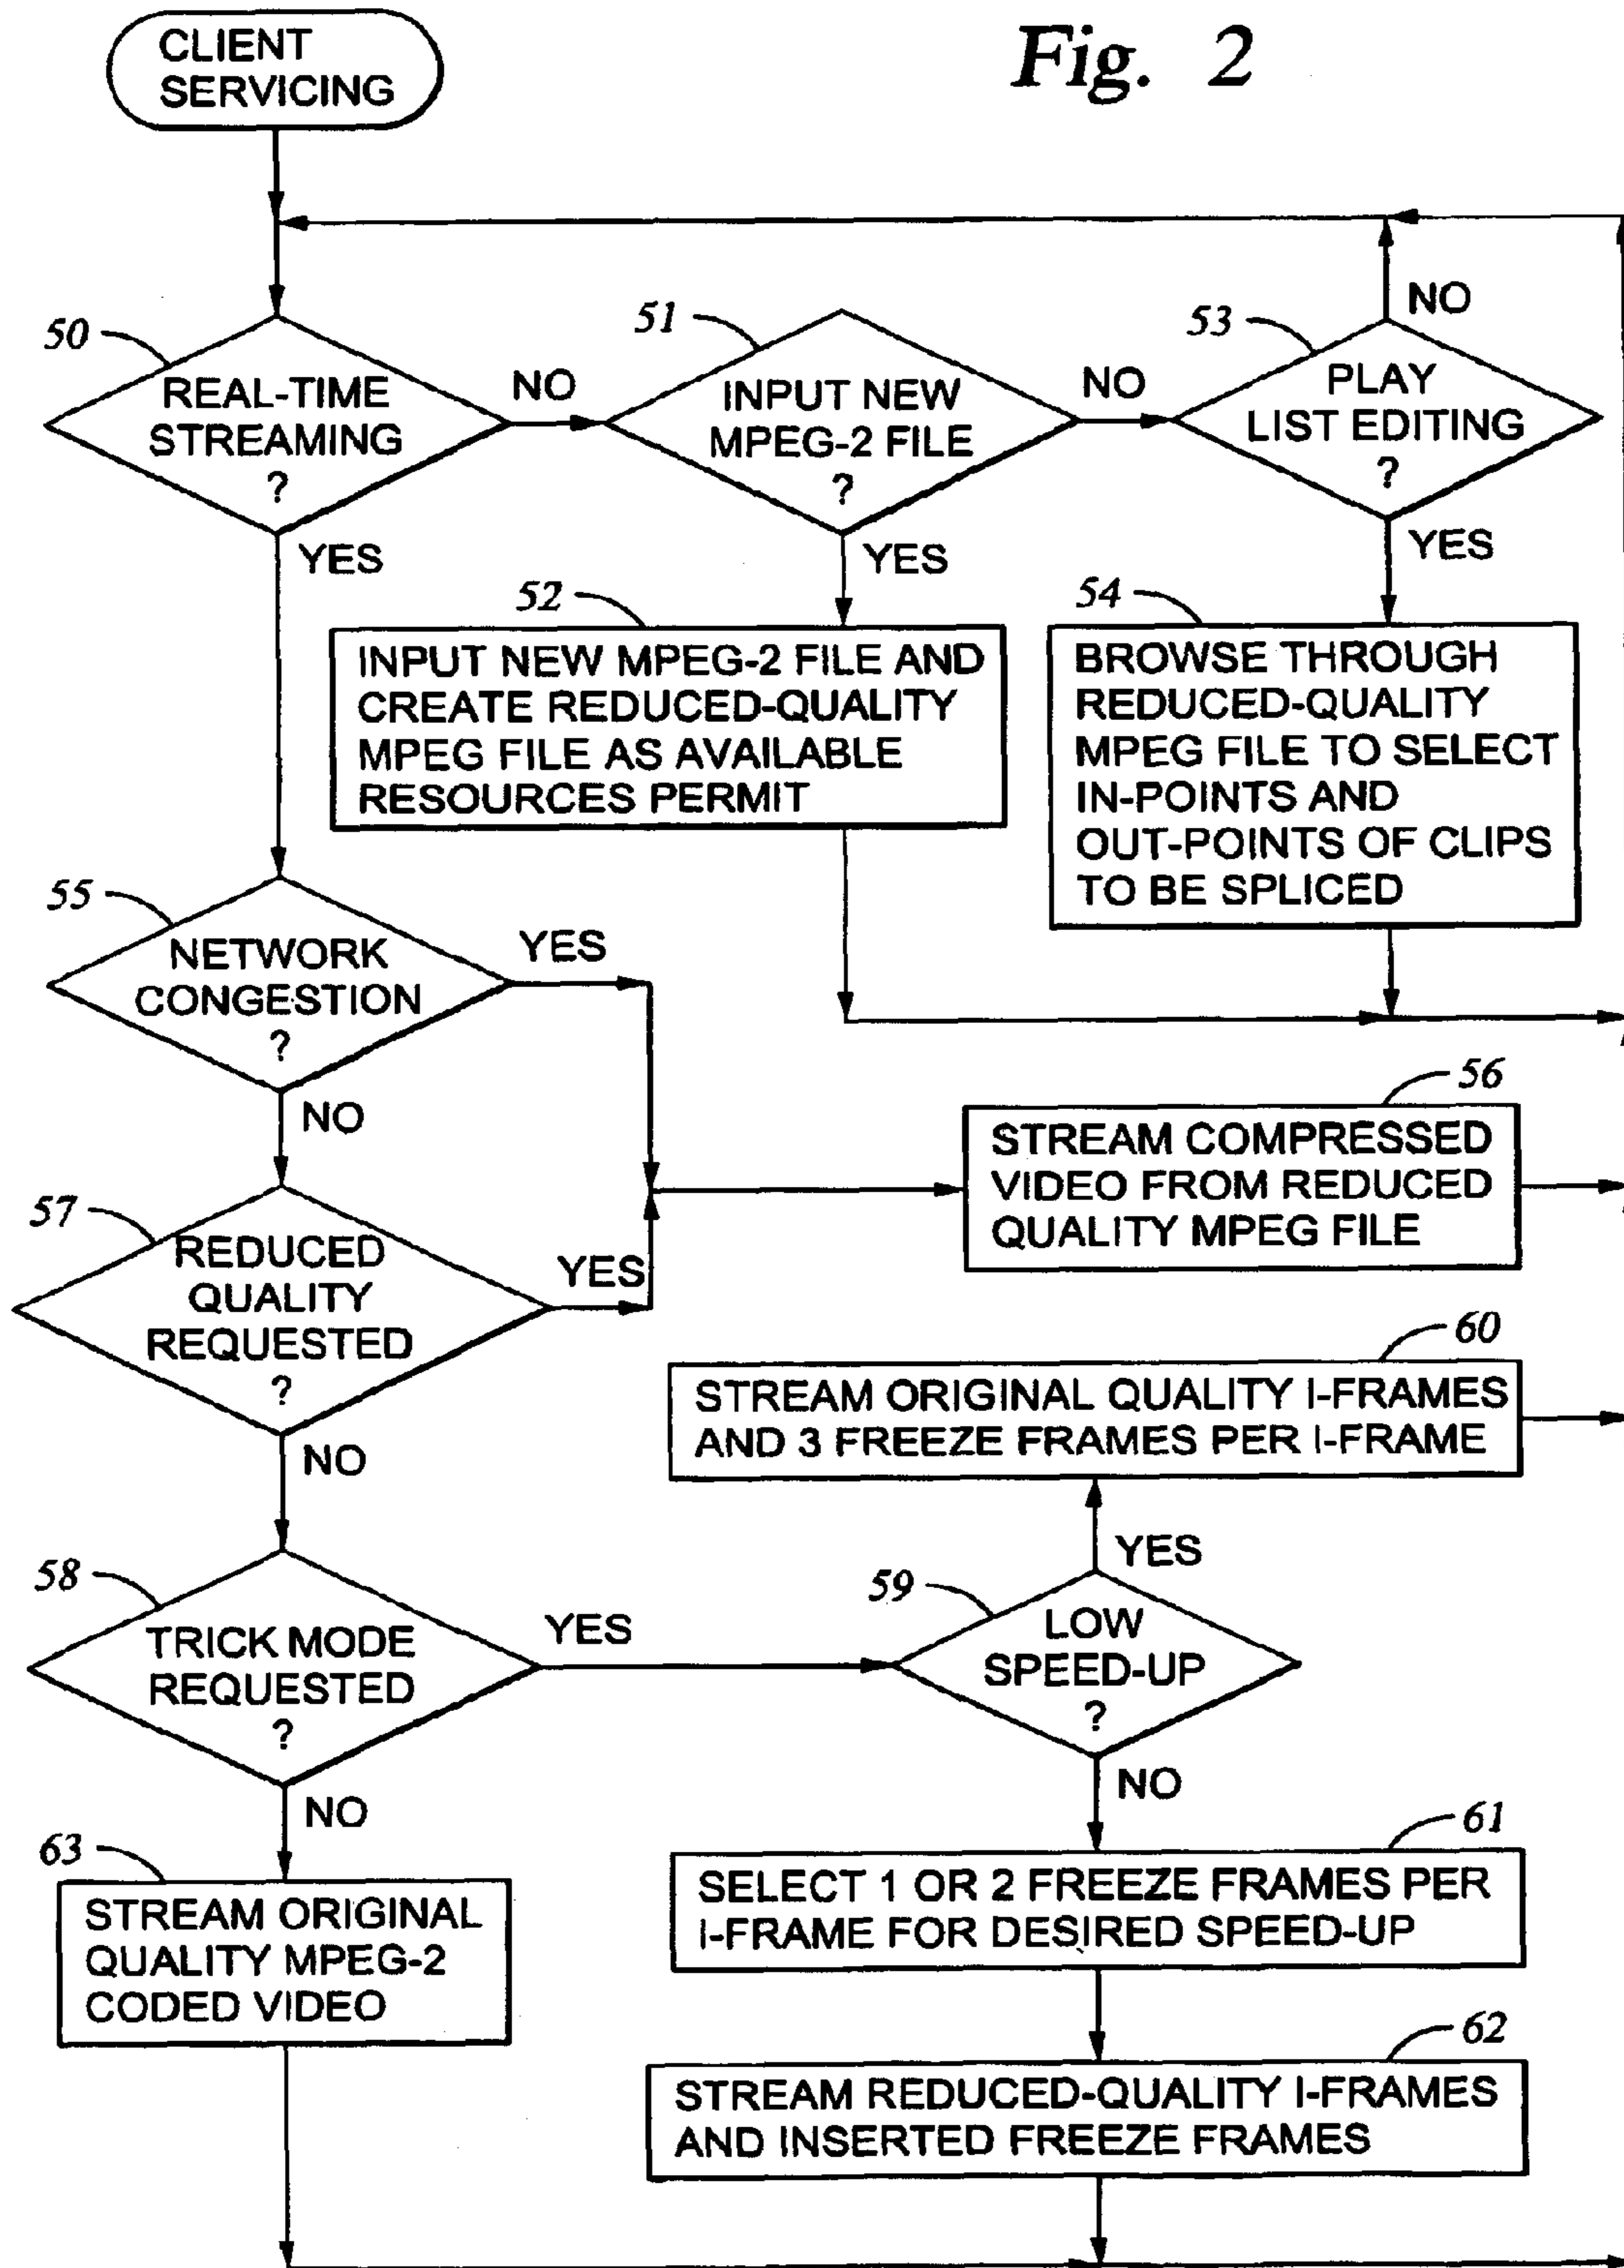 Fig. 2
CLIENT
SERVICING
50
REAL-TIME
STREAMING
?
NO
YES
51
INPUT NEW
MPEG-2 FILE
?
NO
YES
53
PLAY
LIST EDITING
?
NO
YES
52
INPUT NEW MPEG-2 FILE AND
CREATE REDUCED-QUALITY
MPEG FILE AS AVAILABLE
RESOURCES PERMIT
54
BROWSE THROUGH
REDUCED-QUALITY
MPEG FILE TO SELECT
IN-POINTS AND
OUT-POINTS OF CLIPS
TO BE SPLICED
55
NETWORK
CONGESTION
?
YES
NO
56
STREAM COMPRESSED
VIDEO FROM REDUCED
QUALITY MPEG FILE
57
REDUCED
QUALITY
REQUESTED
?
YES
NO
60
STREAM ORIGINAL QUALITY I-FRAMES
AND 3 FREEZE FRAMES PER I-FRAME
58
TRICK MODE
REQUESTED
?
YES
NO
59
LOW
SPEED-UP
?
YES
NO
61
SELECT 1 OR 2 FREEZE FRAMES PER
I-FRAME FOR DESIRED SPEED-UP
63
STREAM ORIGINAL
QUALITY MPEG-2
CODED VIDEO
62
STREAM REDUCED-QUALITY I-FRAMES
AND INSERTED FREEZE FRAMES